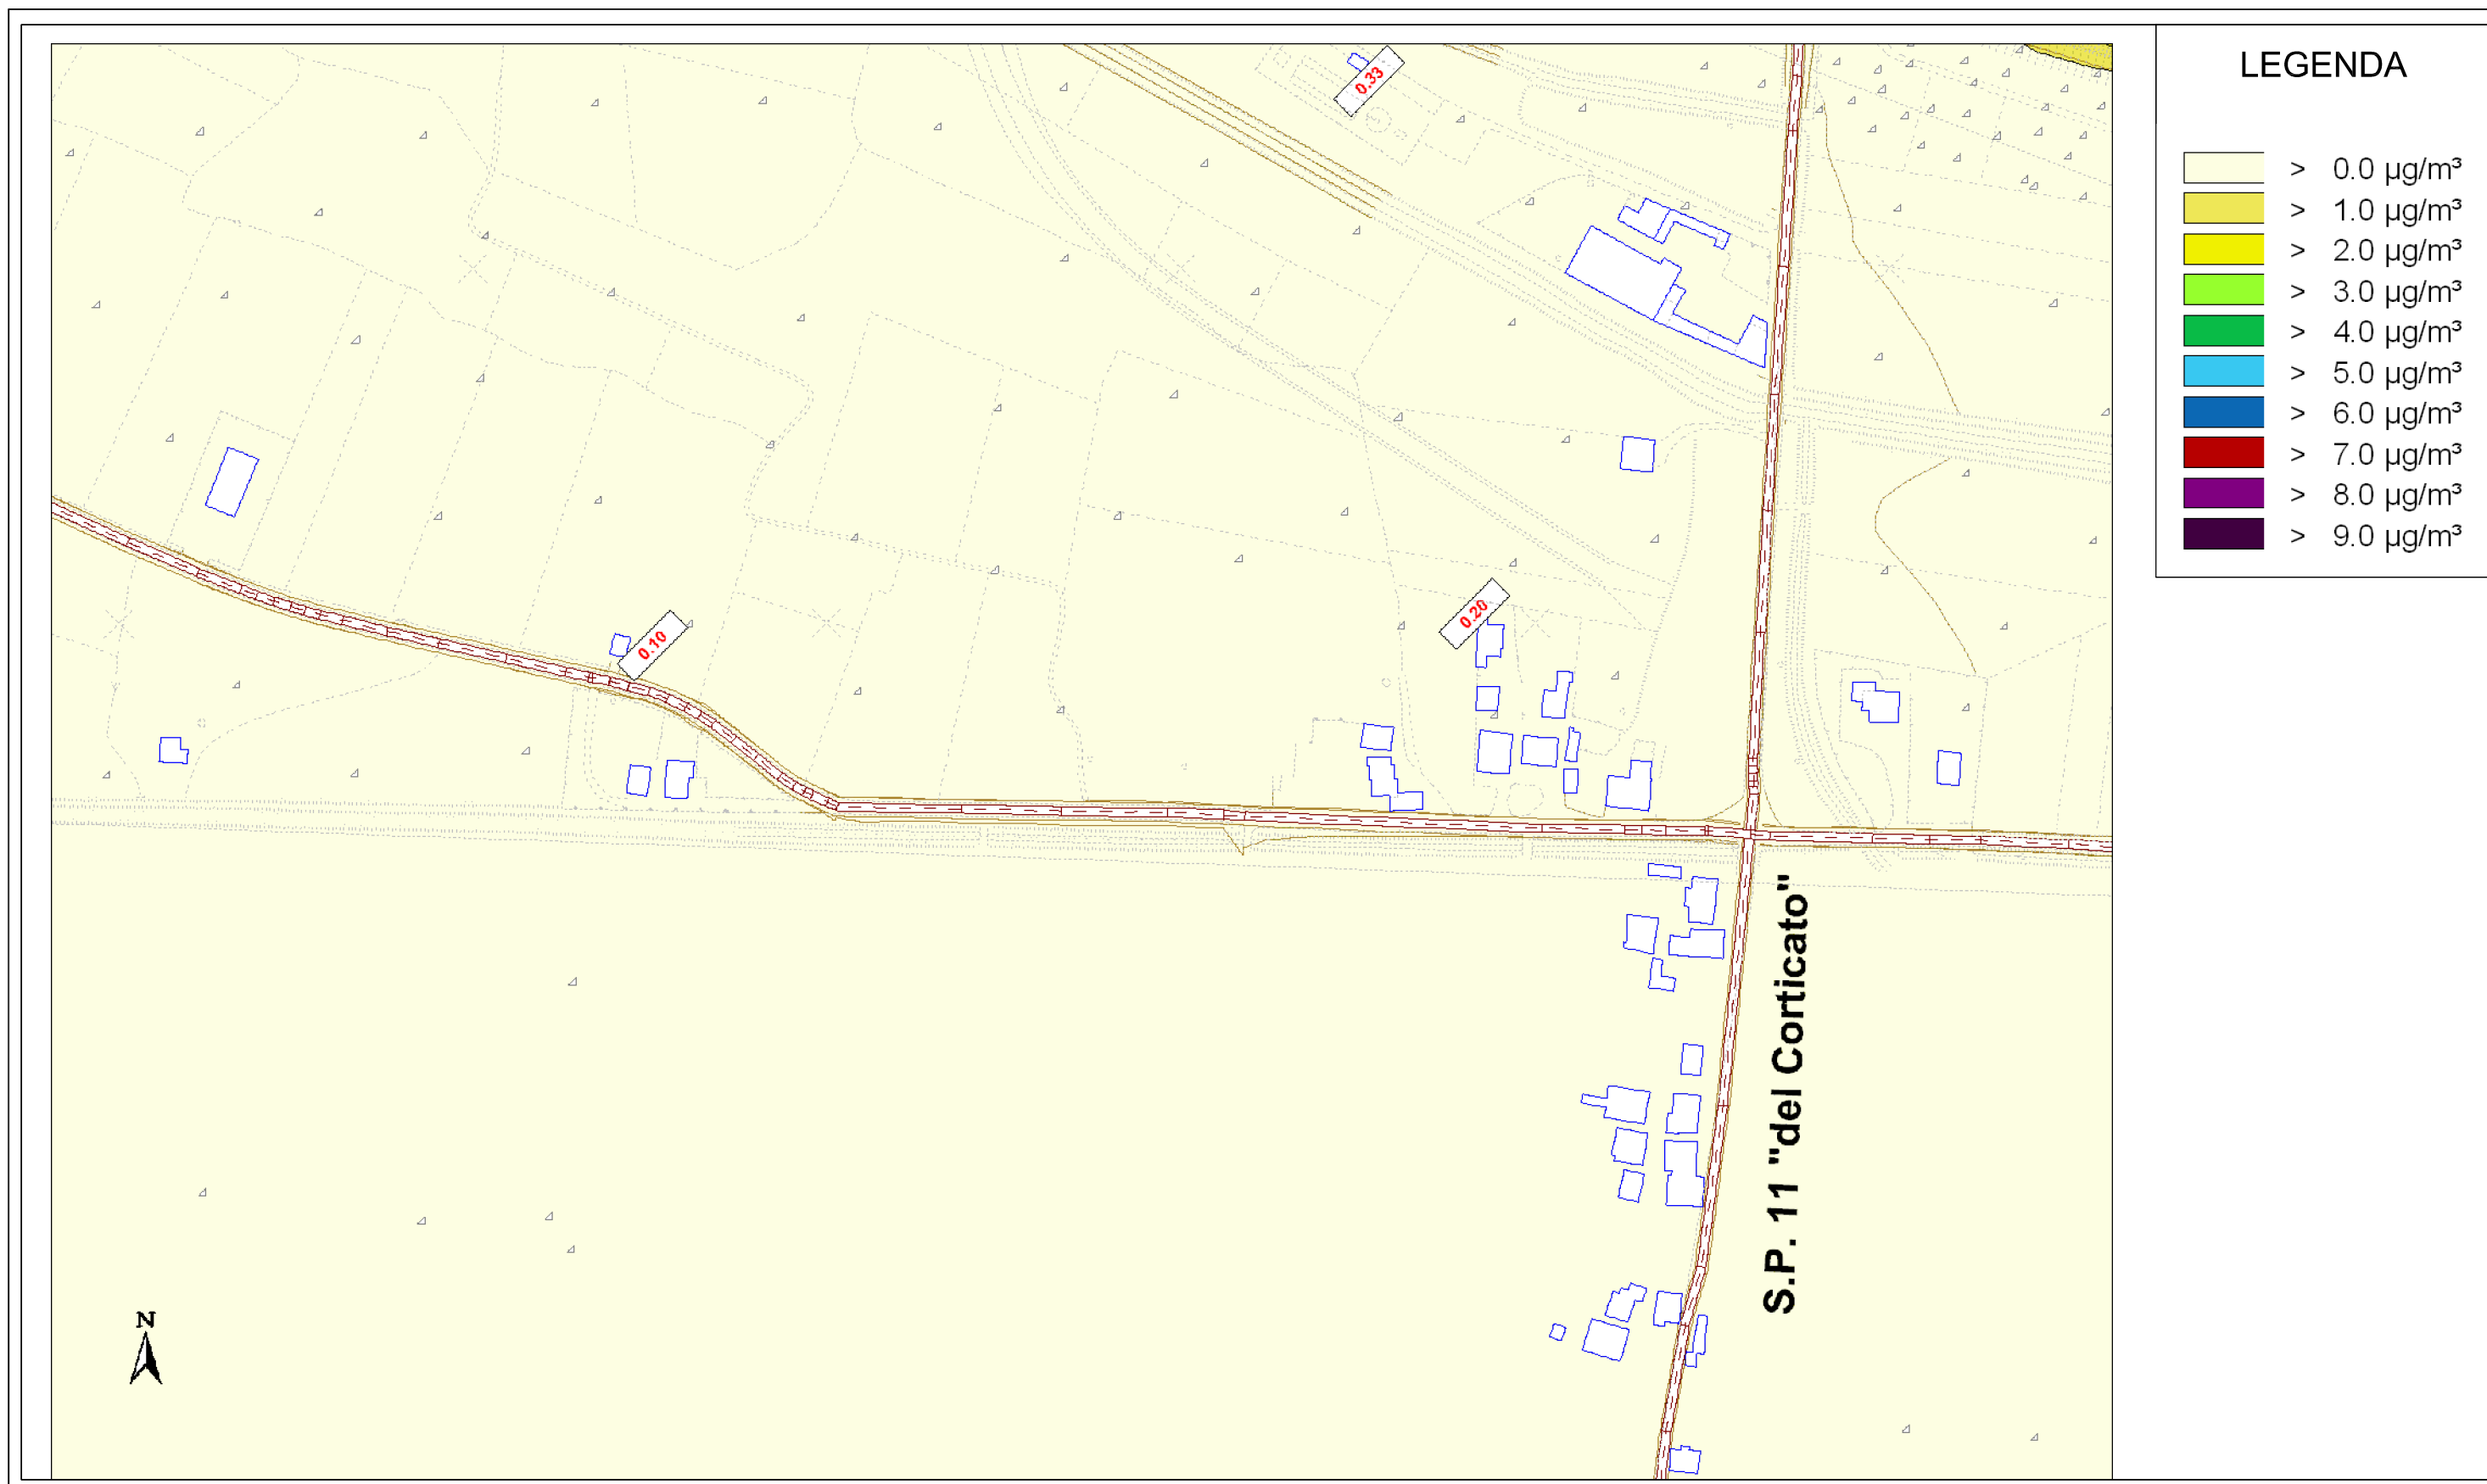 LEGENDA
> 0.0 µg/m³
> 1.0 µg/m³
> 2.0 µg/m³
> 3.0 µg/m³
> 4.0 µg/m³
> 5.0 µg/m³
> 6.0 µg/m³
> 7.0 µg/m³
> 8.0 µg/m³
> 9.0 µg/m³
0.33
0.20
0.10
S.P. 11 "del Corticato"
N